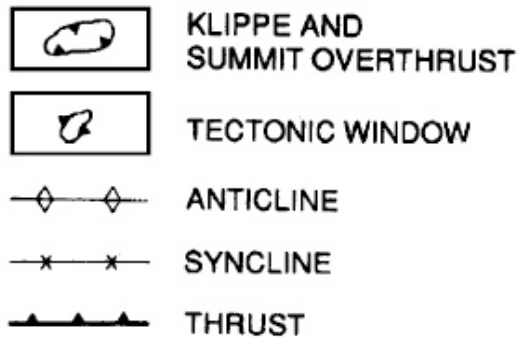 KLIPPE AND
SUMMIT OVERTHRUST
TECTONIC WINDOW
ANTICLINE
SYNCLINE
THRUST